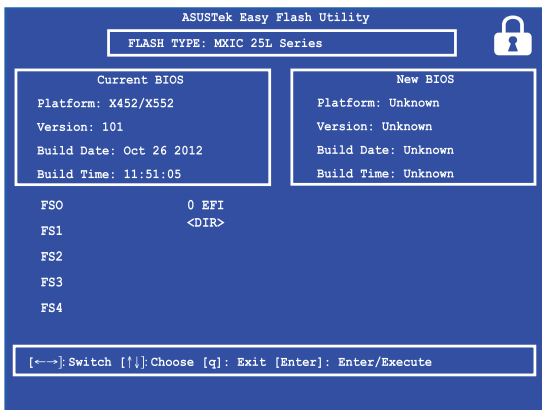 ASUSTek Easy Flash Utility
FLASH TYPE: MXIC 25L Series
Current BIOS
Platform: X452/X552
Version: 101
Build Date: Oct 26 2012
Build Time: 11:51:05
New BIOS
Platform: Unknown
Version: Unknown
Build Date: Unknown
Build Time: Unknown
FSO 0 EFI
FS1 <DIR>
FS2
FS3
FS4
[←→]: Switch [↑↓]: Choose [q]: Exit [Enter]: Enter/Execute